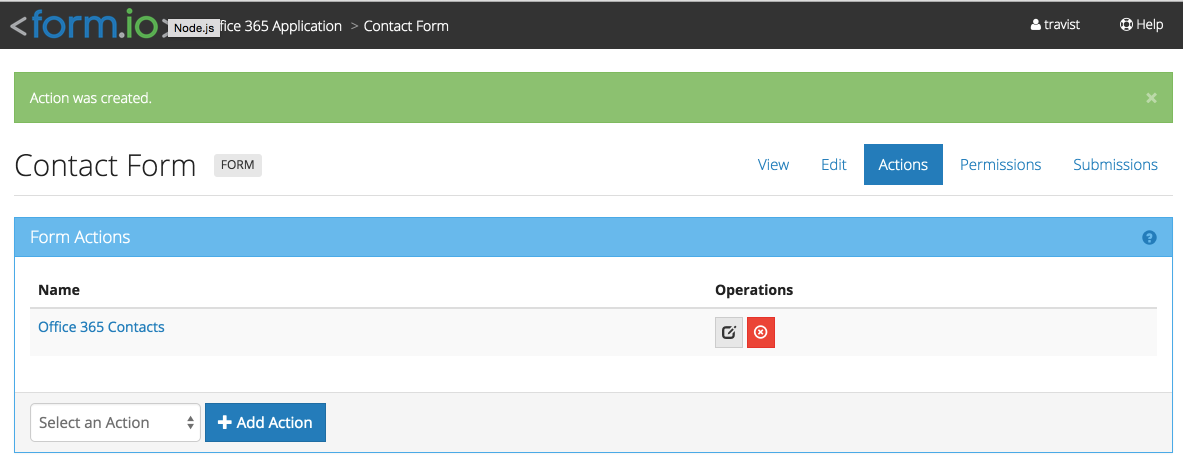 <form.io> Node.js fice 365 Application > Contact Form travist Help
Action was created. ×
Contact Form FORM View Edit Actions Permissions Submissions
Form Actions ?
Name Operations
Office 365 Contacts
Select an Action + Add Action